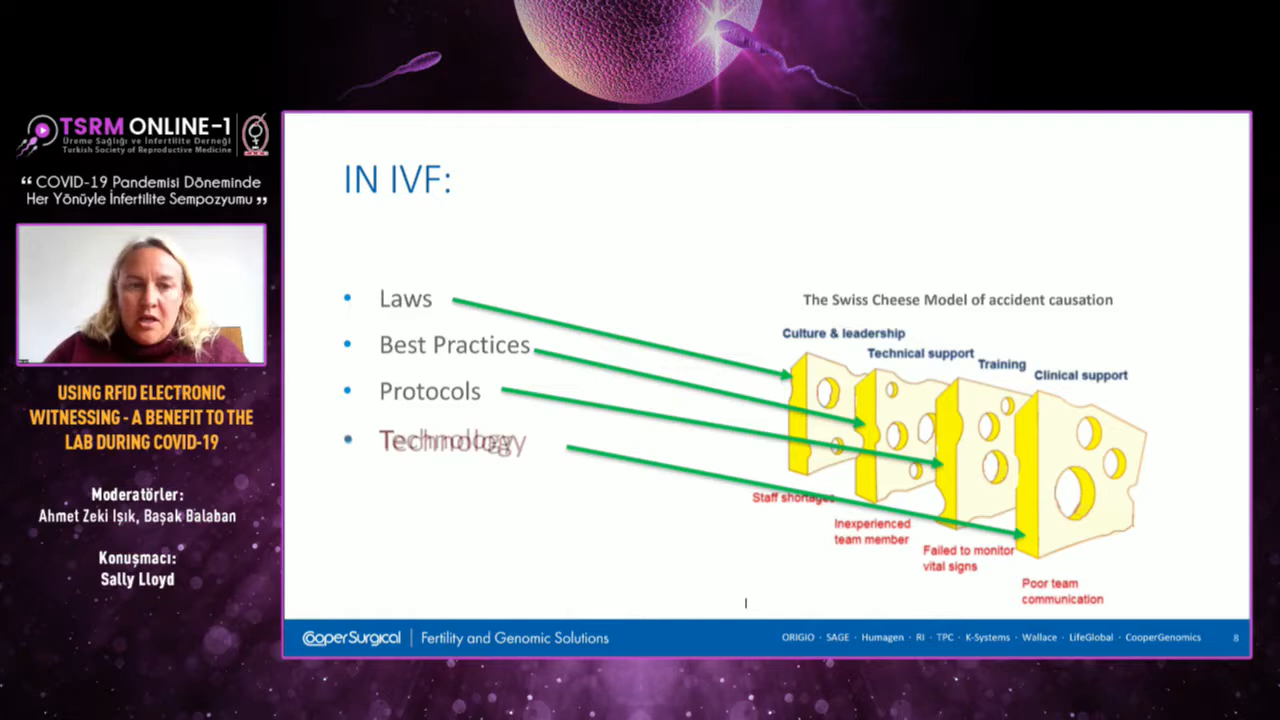 TSRM ONLINE-1
Üreme Sağlığı ve İnfertilite Derneği
Turkish Society of Reproductive Medicine
“ COVID-19 Pandemisi Döneminde
Her Yönüyle İnfertilite Sempozyumu ”
USING RFID ELECTRONIC
WITNESSING - A BENEFIT TO THE
LAB DURING COVID-19
Moderatörler:
Ahmet Zeki Işık, Başak Balaban
Konuşmacı:
Sally Lloyd
IN IVF:
• Laws
• Best Practices
• Protocols
• Technology
The Swiss Cheese Model of accident causation
Culture & leadership
Technical support
Training
Clinical support
Staff shortages
Inexperienced
team member
Failed to monitor
vital signs
Poor team
communication
CooperSurgical | Fertility and Genomic Solutions
ORIGIO · SAGE · Humagen · RI · TPC · K-Systems · Wallace · LifeGlobal · CooperGenomics
8